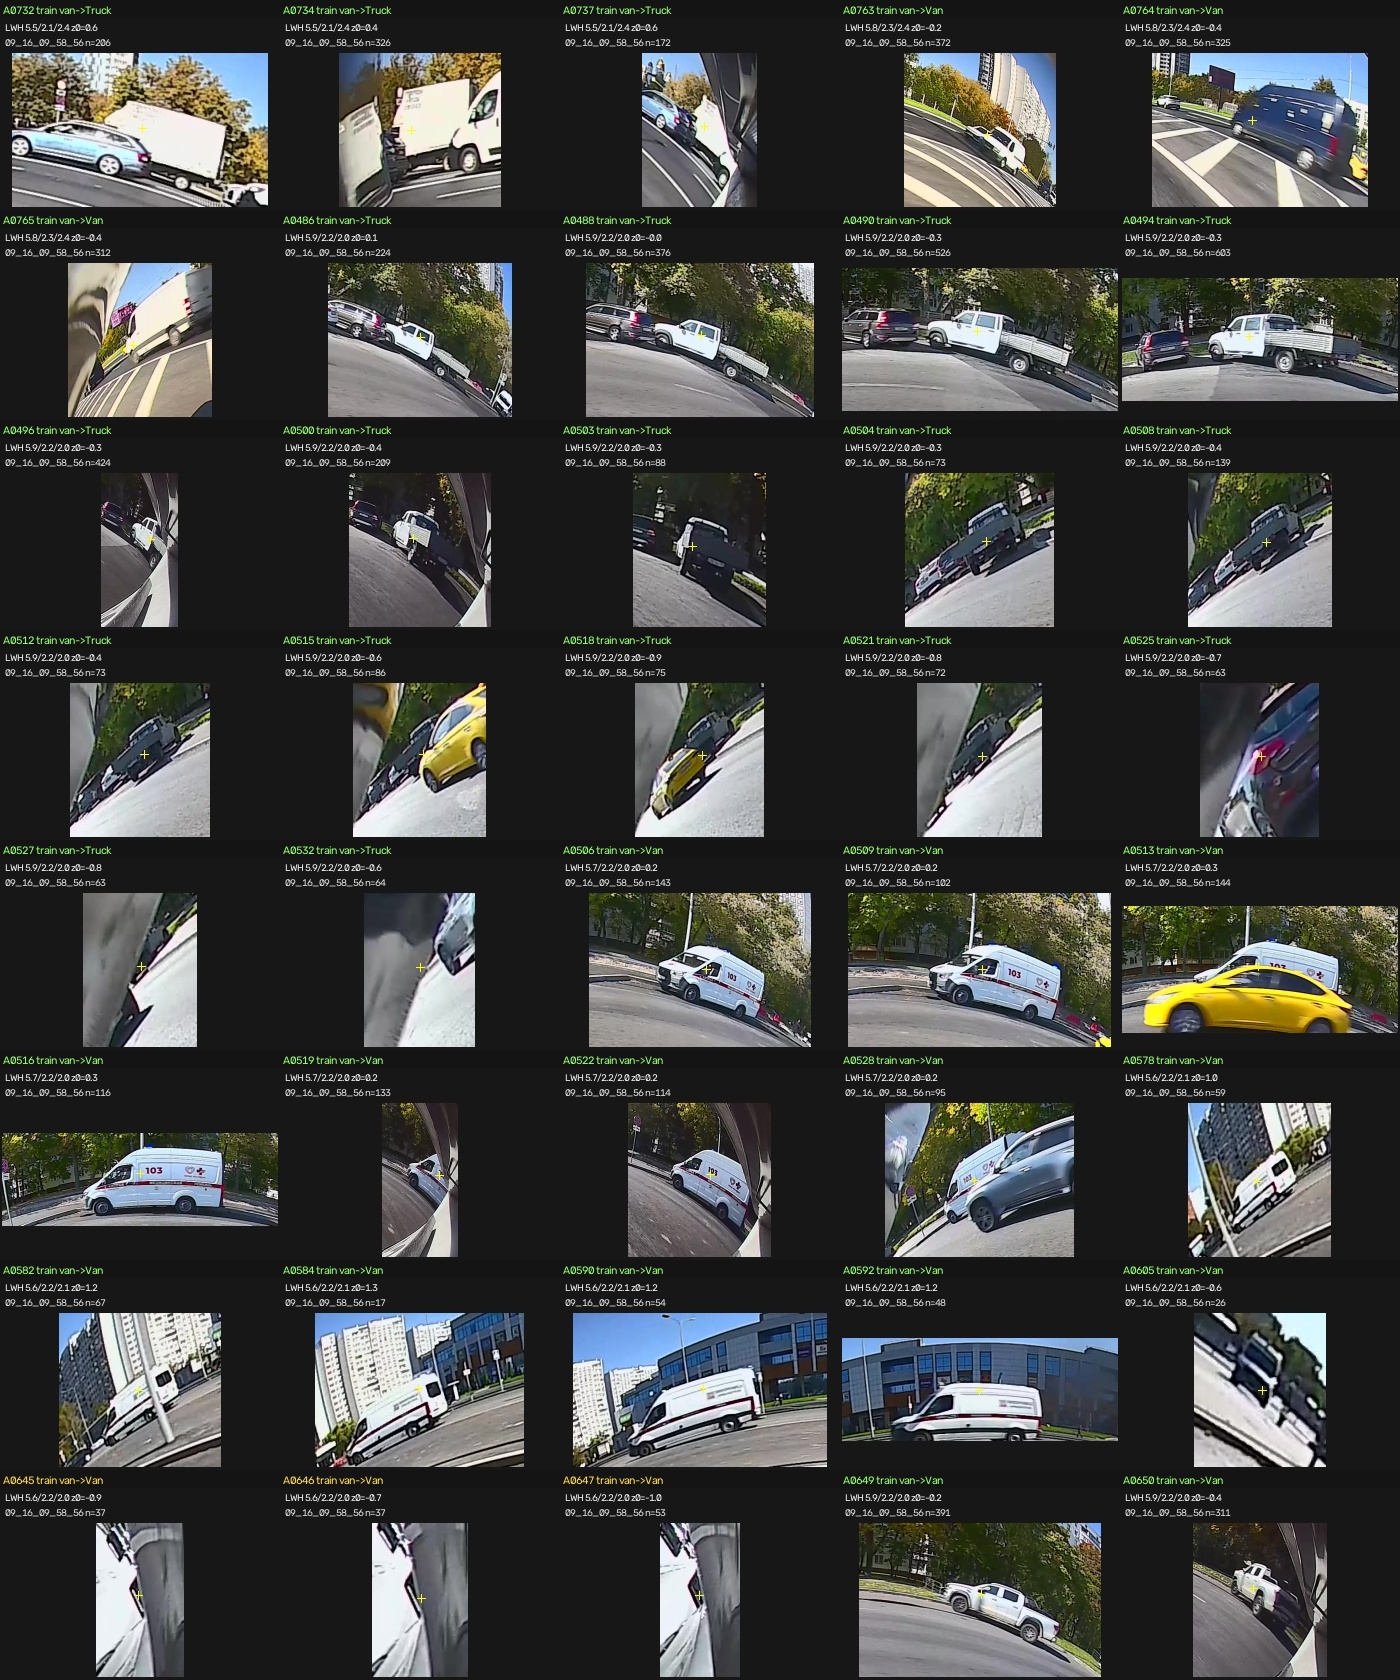 A0732 train van->Truck
LWH 5.5/2.1/2.4 z0=0.6
09_16_09_58_56 n=206
A0734 train van->Truck
LWH 5.5/2.1/2.4 z0=0.4
09_16_09_58_56 n=326
A0737 train van->Truck
LWH 5.5/2.1/2.4 z0=0.6
09_16_09_58_56 n=172
A0763 train van->Van
LWH 5.8/2.3/2.4 z0=-0.2
09_16_09_58_56 n=372
A0764 train van->Van
LWH 5.8/2.3/2.4 z0=-0.4
09_16_09_58_56 n=325
A0765 train van->Van
LWH 5.8/2.3/2.4 z0=-0.4
09_16_09_58_56 n=312
A0486 train van->Truck
LWH 5.9/2.2/2.0 z0=0.1
09_16_09_58_56 n=224
A0488 train van->Truck
LWH 5.9/2.2/2.0 z0=-0.0
09_16_09_58_56 n=376
A0490 train van->Truck
LWH 5.9/2.2/2.0 z0=-0.3
09_16_09_58_56 n=526
A0494 train van->Truck
LWH 5.9/2.2/2.0 z0=-0.3
09_16_09_58_56 n=603
A0496 train van->Truck
LWH 5.9/2.2/2.0 z0=-0.3
09_16_09_58_56 n=424
A0500 train van->Truck
LWH 5.9/2.2/2.0 z0=-0.4
09_16_09_58_56 n=209
A0503 train van->Truck
LWH 5.9/2.2/2.0 z0=-0.3
09_16_09_58_56 n=88
A0504 train van->Truck
LWH 5.9/2.2/2.0 z0=-0.3
09_16_09_58_56 n=73
A0508 train van->Truck
LWH 5.9/2.2/2.0 z0=-0.4
09_16_09_58_56 n=139
A0512 train van->Truck
LWH 5.9/2.2/2.0 z0=-0.4
09_16_09_58_56 n=73
A0515 train van->Truck
LWH 5.9/2.2/2.0 z0=-0.6
09_16_09_58_56 n=86
A0518 train van->Truck
LWH 5.9/2.2/2.0 z0=-0.9
09_16_09_58_56 n=75
A0521 train van->Truck
LWH 5.9/2.2/2.0 z0=-0.8
09_16_09_58_56 n=72
A0525 train van->Truck
LWH 5.9/2.2/2.0 z0=-0.7
09_16_09_58_56 n=63
A0527 train van->Truck
LWH 5.9/2.2/2.0 z0=-0.8
09_16_09_58_56 n=63
A0532 train van->Truck
LWH 5.9/2.2/2.0 z0=-0.6
09_16_09_58_56 n=64
A0506 train van->Van
LWH 5.7/2.2/2.0 z0=0.2
09_16_09_58_56 n=143
103
A0509 train van->Van
LWH 5.7/2.2/2.0 z0=0.2
09_16_09_58_56 n=102
103
A0513 train van->Van
LWH 5.7/2.2/2.0 z0=0.3
09_16_09_58_56 n=144
103
A0516 train van->Van
LWH 5.7/2.2/2.0 z0=0.3
09_16_09_58_56 n=116
103
A0519 train van->Van
LWH 5.7/2.2/2.0 z0=0.2
09_16_09_58_56 n=133
A0522 train van->Van
LWH 5.7/2.2/2.0 z0=0.2
09_16_09_58_56 n=114
103
A0528 train van->Van
LWH 5.7/2.2/2.0 z0=0.2
09_16_09_58_56 n=95
103
A0578 train van->Van
LWH 5.6/2.2/2.1 z0=1.0
09_16_09_58_56 n=59
A0582 train van->Van
LWH 5.6/2.2/2.1 z0=1.2
09_16_09_58_56 n=67
A0584 train van->Van
LWH 5.6/2.2/2.1 z0=1.3
09_16_09_58_56 n=17
A0590 train van->Van
LWH 5.6/2.2/2.1 z0=1.2
09_16_09_58_56 n=54
A0592 train van->Van
LWH 5.6/2.2/2.1 z0=1.2
09_16_09_58_56 n=48
A0605 train van->Van
LWH 5.6/2.2/2.1 z0=-0.6
09_16_09_58_56 n=26
A0645 train van->Van
LWH 5.6/2.2/2.0 z0=-0.9
09_16_09_58_56 n=37
A0646 train van->Van
LWH 5.6/2.2/2.0 z0=-0.7
09_16_09_58_56 n=37
A0647 train van->Van
LWH 5.6/2.2/2.0 z0=-1.0
09_16_09_58_56 n=53
A0649 train van->Van
LWH 5.9/2.2/2.0 z0=-0.2
09_16_09_58_56 n=391
A0650 train van->Van
LWH 5.9/2.2/2.0 z0=-0.4
09_16_09_58_56 n=311